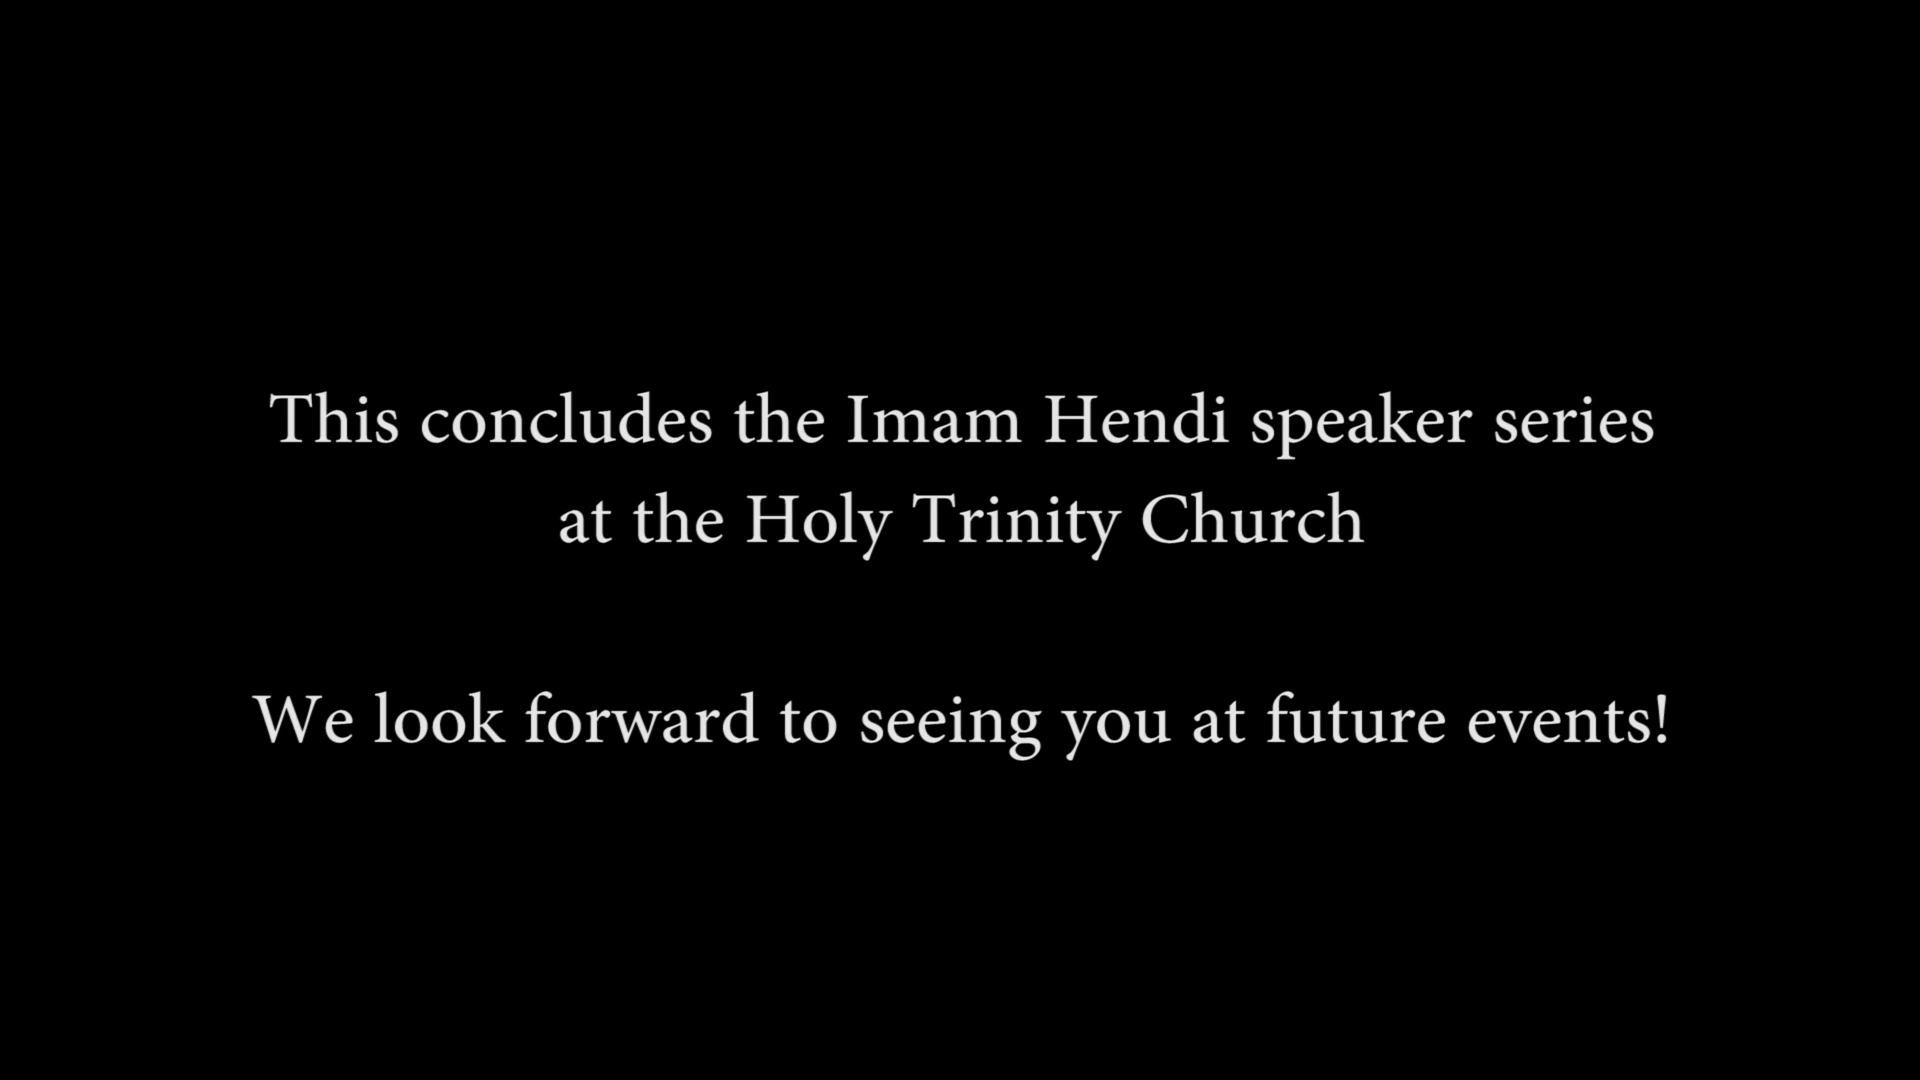 This concludes the Imam Hendi speaker series
at the Holy Trinity Church
We look forward to seeing you at future events!